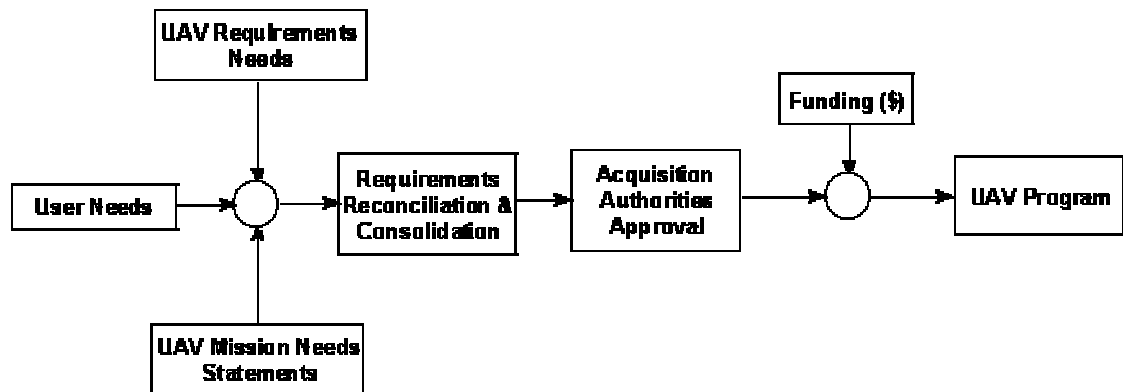 UAV Requirements
Needs
Funding ($)
User Needs
Requirements
Reconciliation &
Consolidation
Acquisition
Authorities
Approval
UAV Program
UAV Mission Needs
Statements